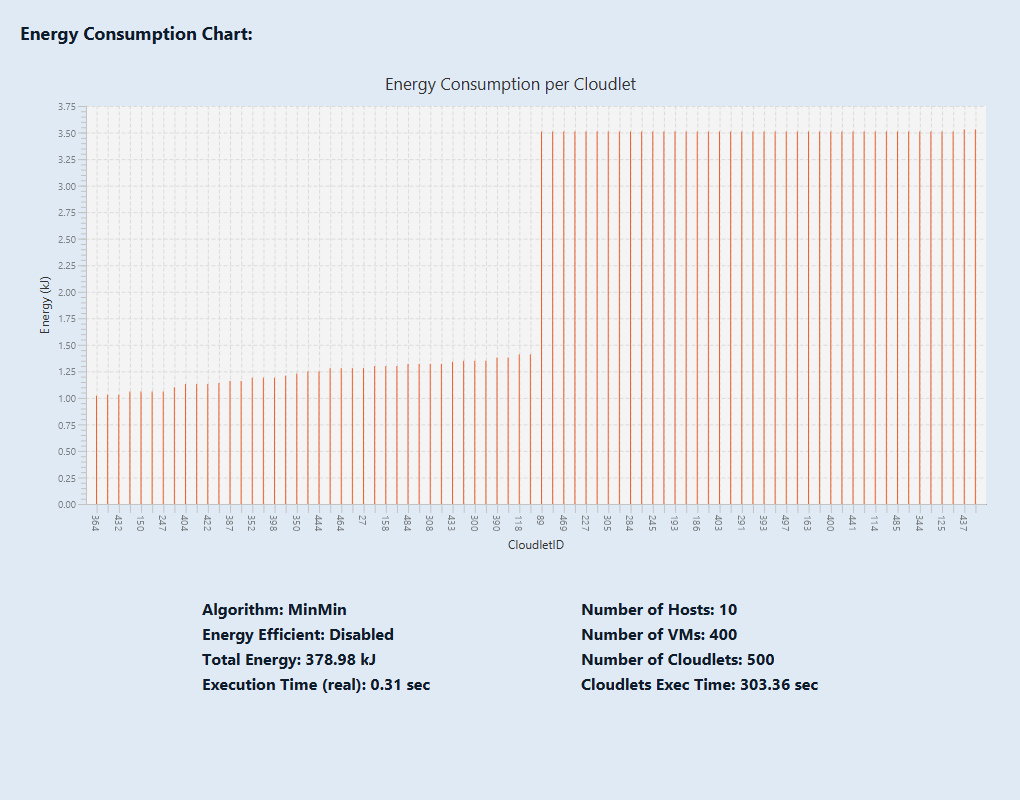 Energy Consumption Chart:
Energy Consumption per Cloudlet
3.75
3.50
3.25
3.00
2.75
2.50
2.25
2.00
1.75
1.50
1.25
1.00
0.75
0.50
0.25
0.00
Energy (kJ)
364 432 150 247 404 422 387 352 398 350 444 464 27 158 484 308 433 300 390 118 89 469 227 305 284 245 193 186 403 291 393 497 163 400 441 114 485 344 125 437
CloudletID
Algorithm: MinMin
Energy Efficient: Disabled
Total Energy: 378.98 kJ
Execution Time (real): 0.31 sec
Number of Hosts: 10
Number of VMs: 400
Number of Cloudlets: 500
Cloudlets Exec Time: 303.36 sec